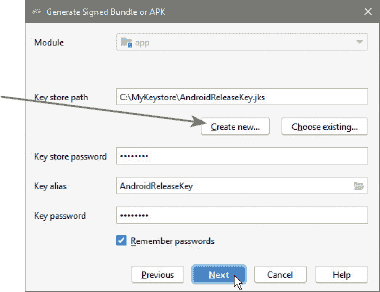 Generate Signed Bundle or APK
Module
app
Key store path
C:\MyKeystore\AndroidReleaseKey.jks
Create new...
Choose existing...
Key store password
••••••••
Key alias
AndroidReleaseKey
Key password
••••••••
Remember passwords
Previous
Next
Cancel
Help